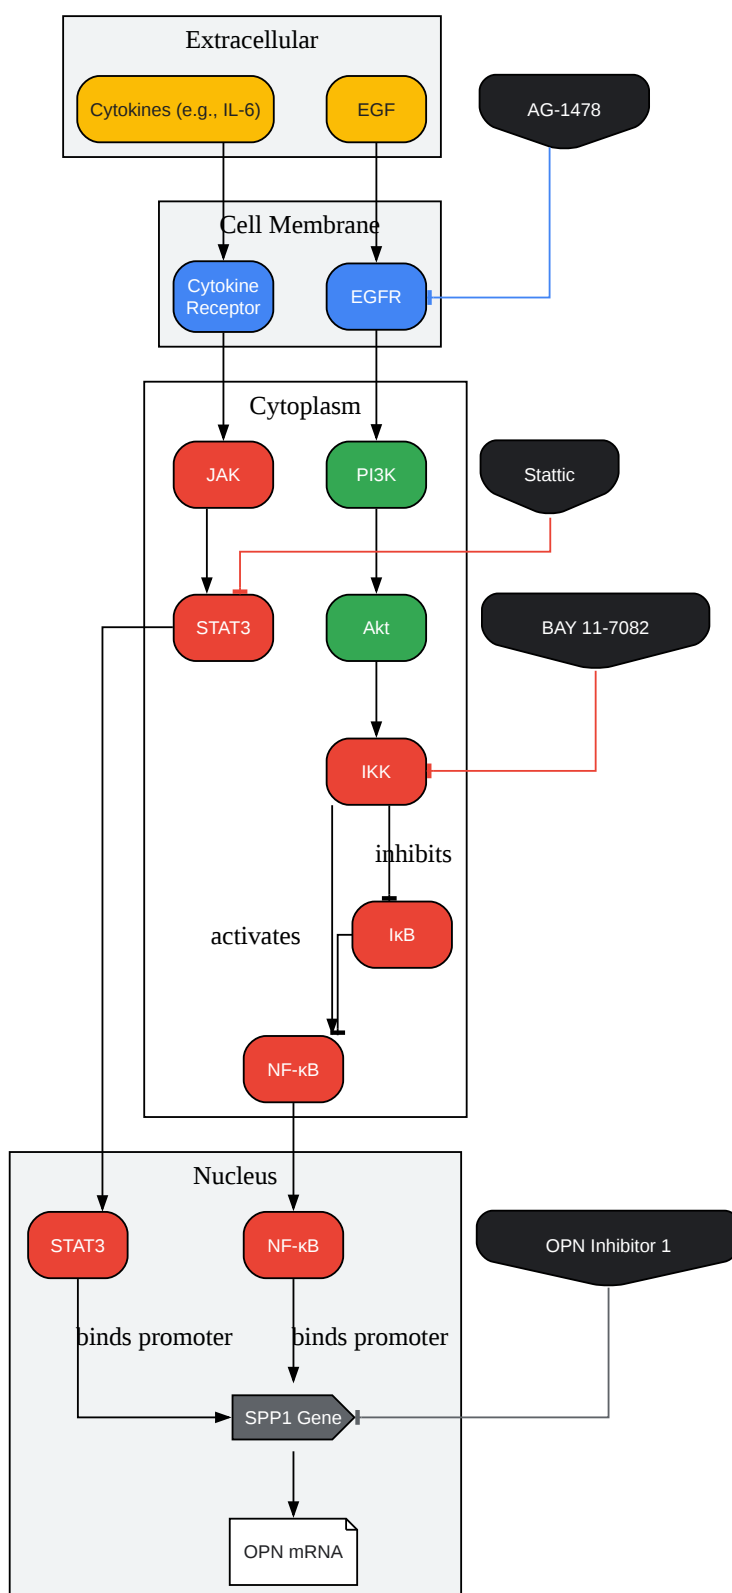 Extracellular
Cytokines (e.g., IL-6)
EGF
AG-1478
Cell Membrane
Cytokine
Receptor
EGFR
Cytoplasm
JAK
PI3K
Stattic
STAT3
Akt
BAY 11-7082
IKK
inhibits
activates
IκB
NF-κB
Nucleus
STAT3
NF-κB
OPN Inhibitor 1
binds promoter
binds promoter
SPP1 Gene
OPN mRNA